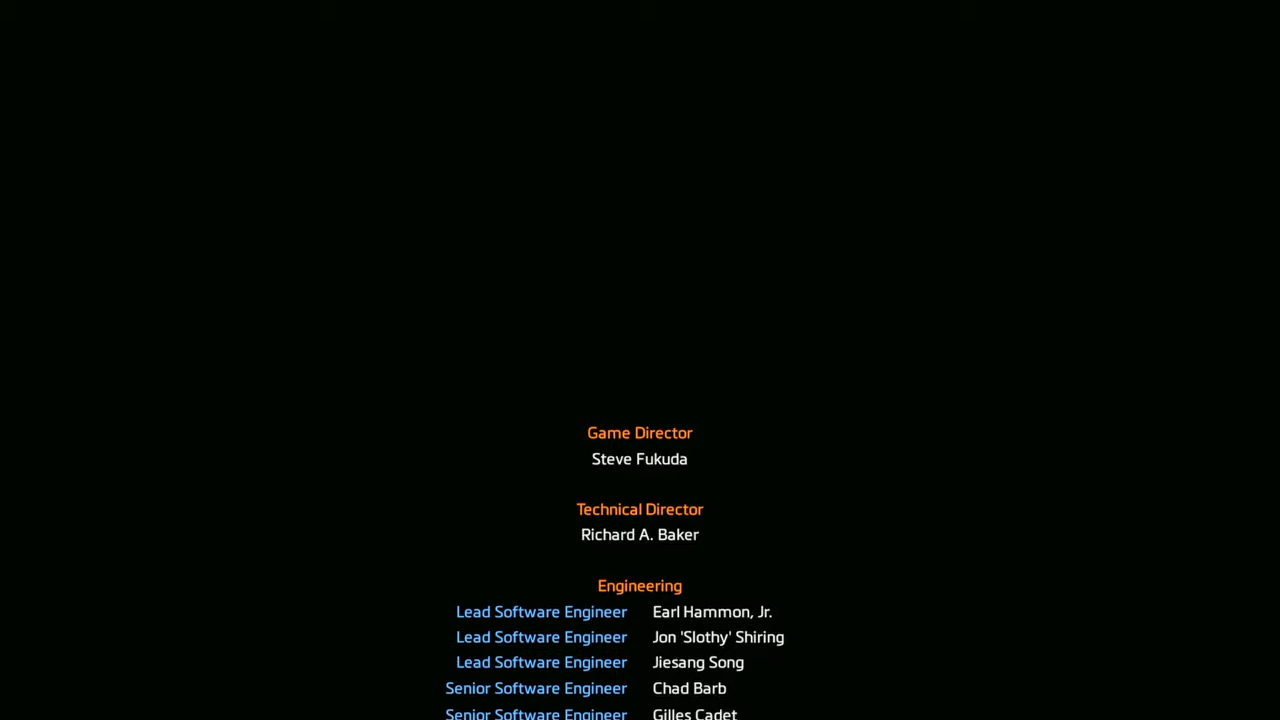 Game Director
Steve Fukuda
Technical Director
Richard A. Baker
Engineering
Lead Software Engineer Earl Hammon, Jr.
Lead Software Engineer Jon 'Slothy' Shiring
Lead Software Engineer Jiesang Song
Senior Software Engineer Chad Barb
Senior Software Engineer Gilles Cadet